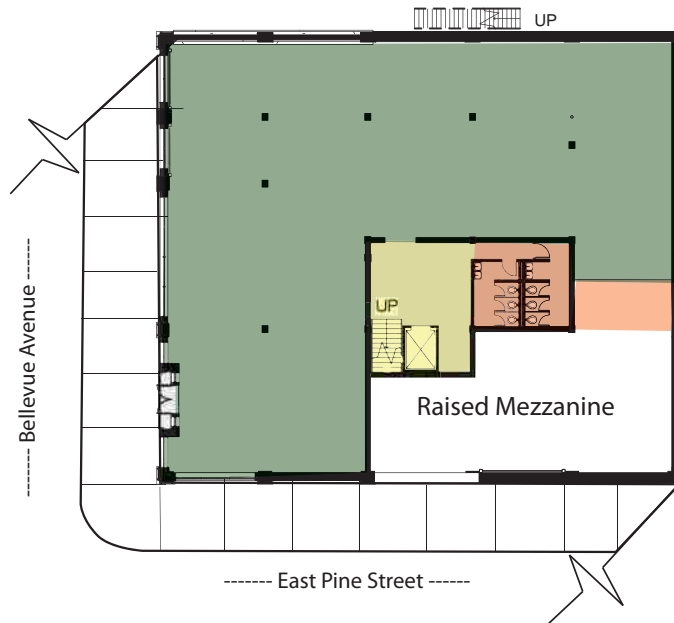 UP
UP
Raised Mezzanine
------ Bellevue Avenue ------
------- East Pine Street ------